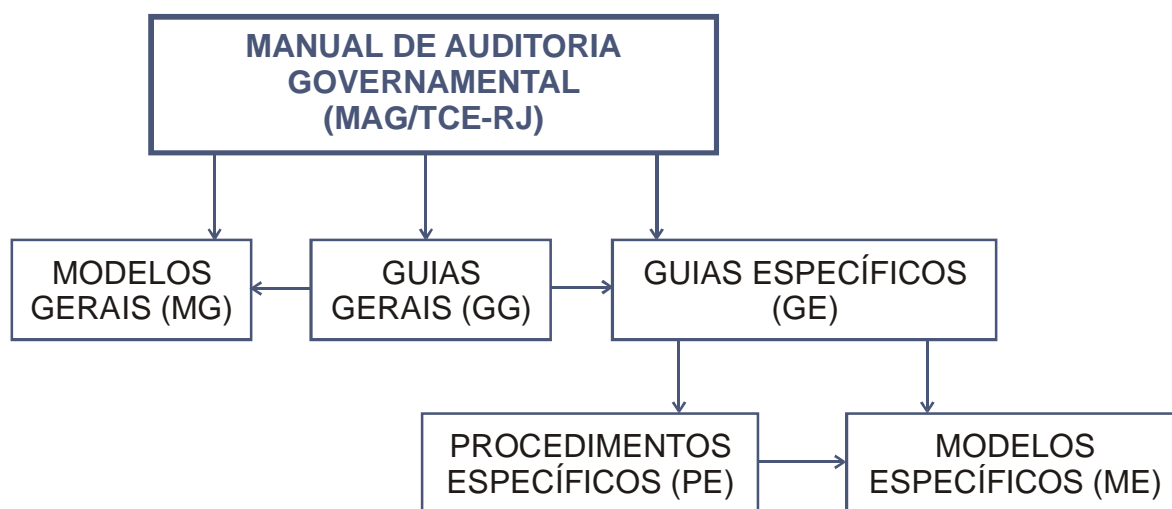 MANUAL DE AUDITORIA
GOVERNAMENTAL
(MAG/TCE-RJ)
MODELOS
GERAIS (MG)
GUIAS
GERAIS (GG)
GUIAS ESPECÍFICOS
(GE)
PROCEDIMENTOS
ESPECÍFICOS (PE)
MODELOS
ESPECÍFICOS (ME)